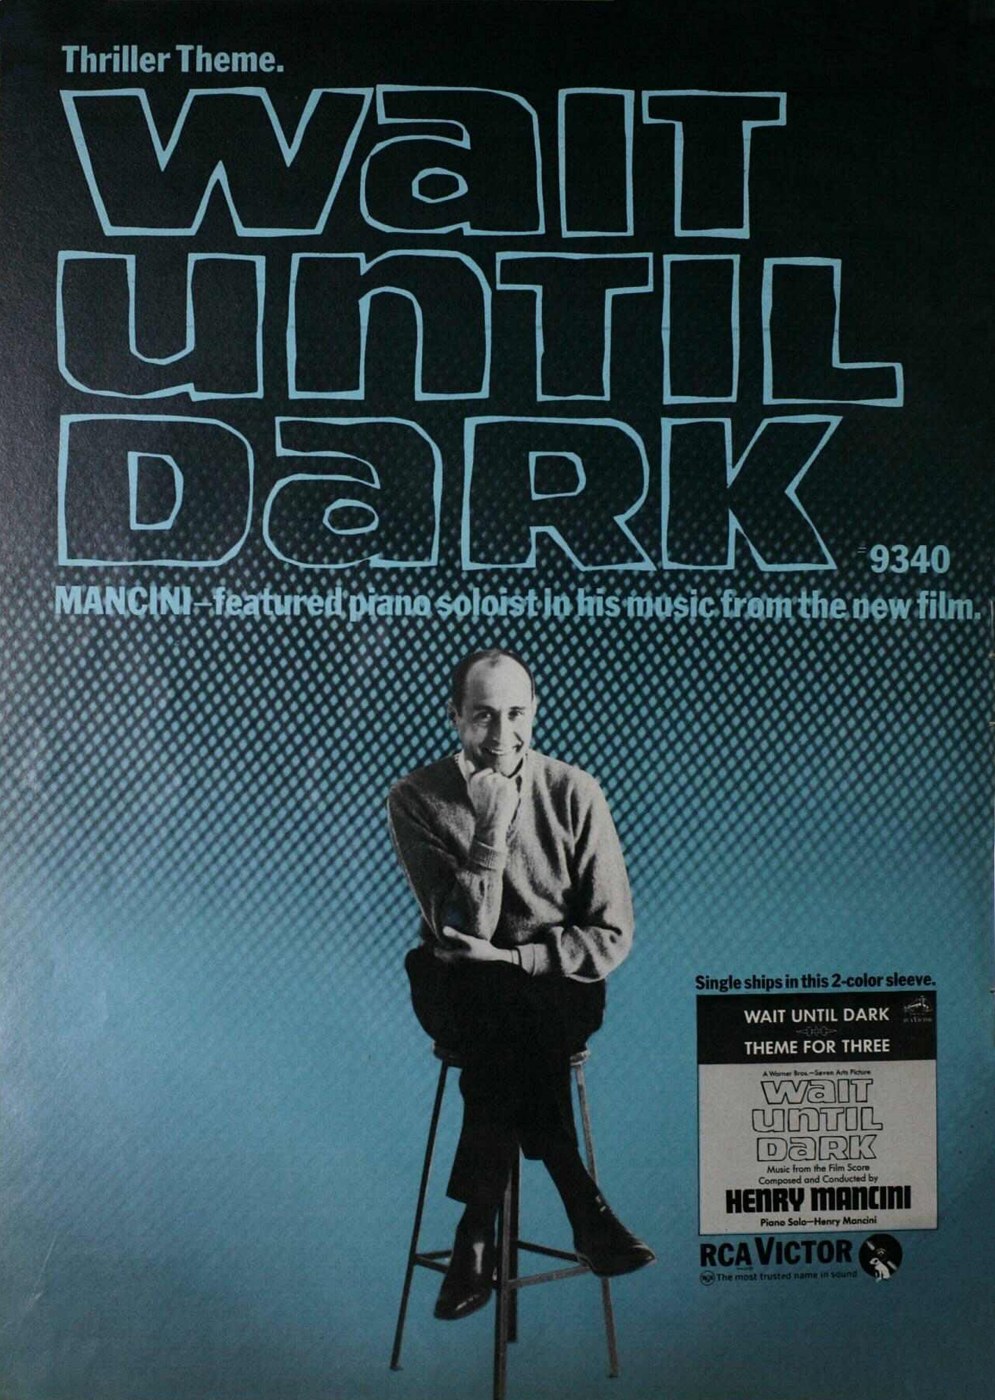 Thriller Theme.
waIT
unTIL
DaRK
#9340
MANCINI–featured piano soloist in his music from the new film.
Single ships in this 2-color sleeve.
WAIT UNTIL DARK
THEME FOR THREE
A Warner Bros.–Seven Arts Picture
waIT
unTIL
DaRK
Music from the Film Score
Composed and Conducted by
HENRY MANCINI
Piano Solo–Henry Mancini
RCA VICTOR
RCA The most trusted name in sound